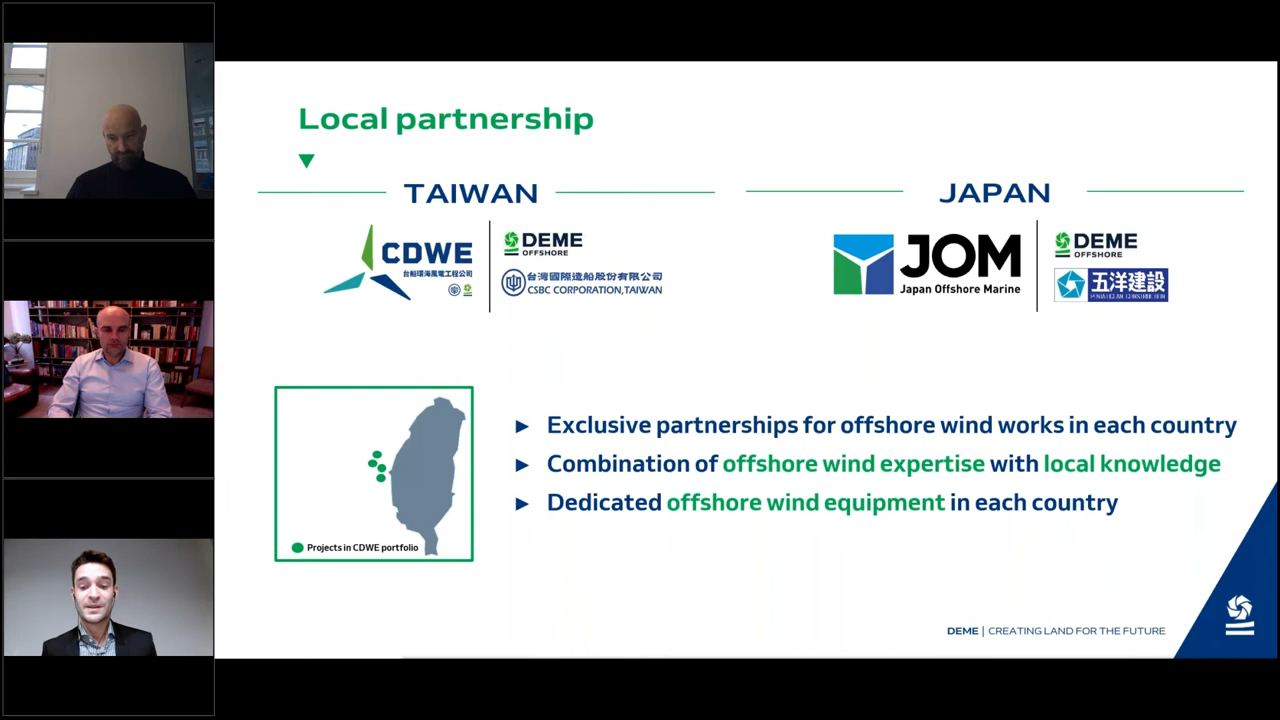 Local partnership
TAIWAN
CDWE
台船環海風電工程公司
DEME
OFFSHORE
台灣國際造船股份有限公司
CSBC CORPORATION, TAIWAN
JAPAN
JOM
Japan Offshore Marine
DEME
OFFSHORE
五洋建設
PENTA-OCEAN CONSTRUCTION
Projects in CDWE portfolio
► Exclusive partnerships for offshore wind works in each country
► Combination of offshore wind expertise with local knowledge
► Dedicated offshore wind equipment in each country
DEME | CREATING LAND FOR THE FUTURE